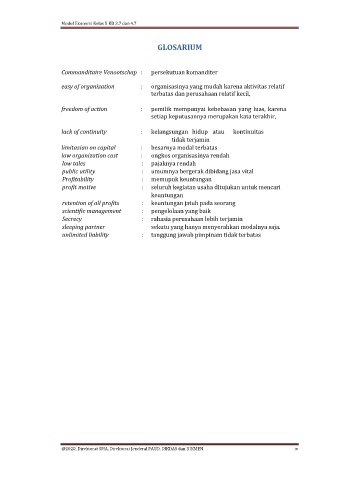 Modul Ekonomi Kelas X KD 3.7 dan 4.7
GLOSARIUM
Commanditaire Venootschap : persekutuan komanditer
easy of organization : organisasinya yang mudah karena aktivitas relatif
terbatas dan perusahaan relatif kecil.
freedom of action : pemilik mempunyai kebebasan yang luas, karena
setiap keputusannya merupakan kata terakhir,
lack of continuity : kelangsungan hidup atau kontinuitas
tidak terjamin
limitasion on capital : besarnya modal terbatas
low organization cost : ongkos organisasinya rendah
low tales : pajaknya rendah
public utility : umumnya bergerak dibidang jasa vital
Profitability : memupuk keuntungan
profit motive : seluruh kegiatan usaha ditujukan untuk mencari
keuntungan
retention of all profits : keuntungan jatuh pada seorang
scientific management : pengelolaan yang baik
Secrecy : rahasia perusahaan lebih terjamin
sleeping partner sekutu yang hanya menyerahkan modalnya saja.
unlimited liability : tanggung jawab pimpinam tidak terbatas
@2020, Direktorat SMA, Direktorat Jenderal PAUD, DIKDAS dan DIKMEN